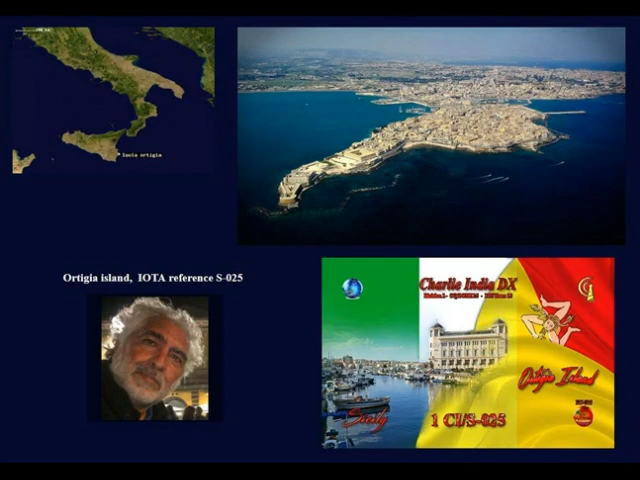 Isola ortigia
Ortigia island, IOTA reference S-025
Charlie India DX
Ortigia Island
Sicily
1 CI/S-025